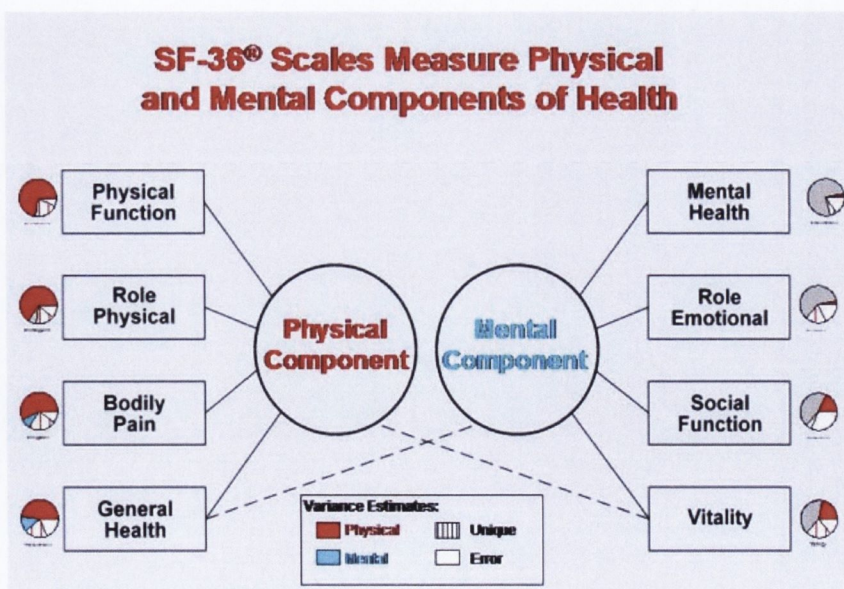 SF-36® Scales Measure Physical
and Mental Components of Health
Physical
Function
Role
Physical
Bodily
Pain
General
Health
Physical
Component
Mental
Component
Mental
Health
Role
Emotional
Social
Function
Vitality
Variance Estimates:
Physical
Unique
Mental
Error